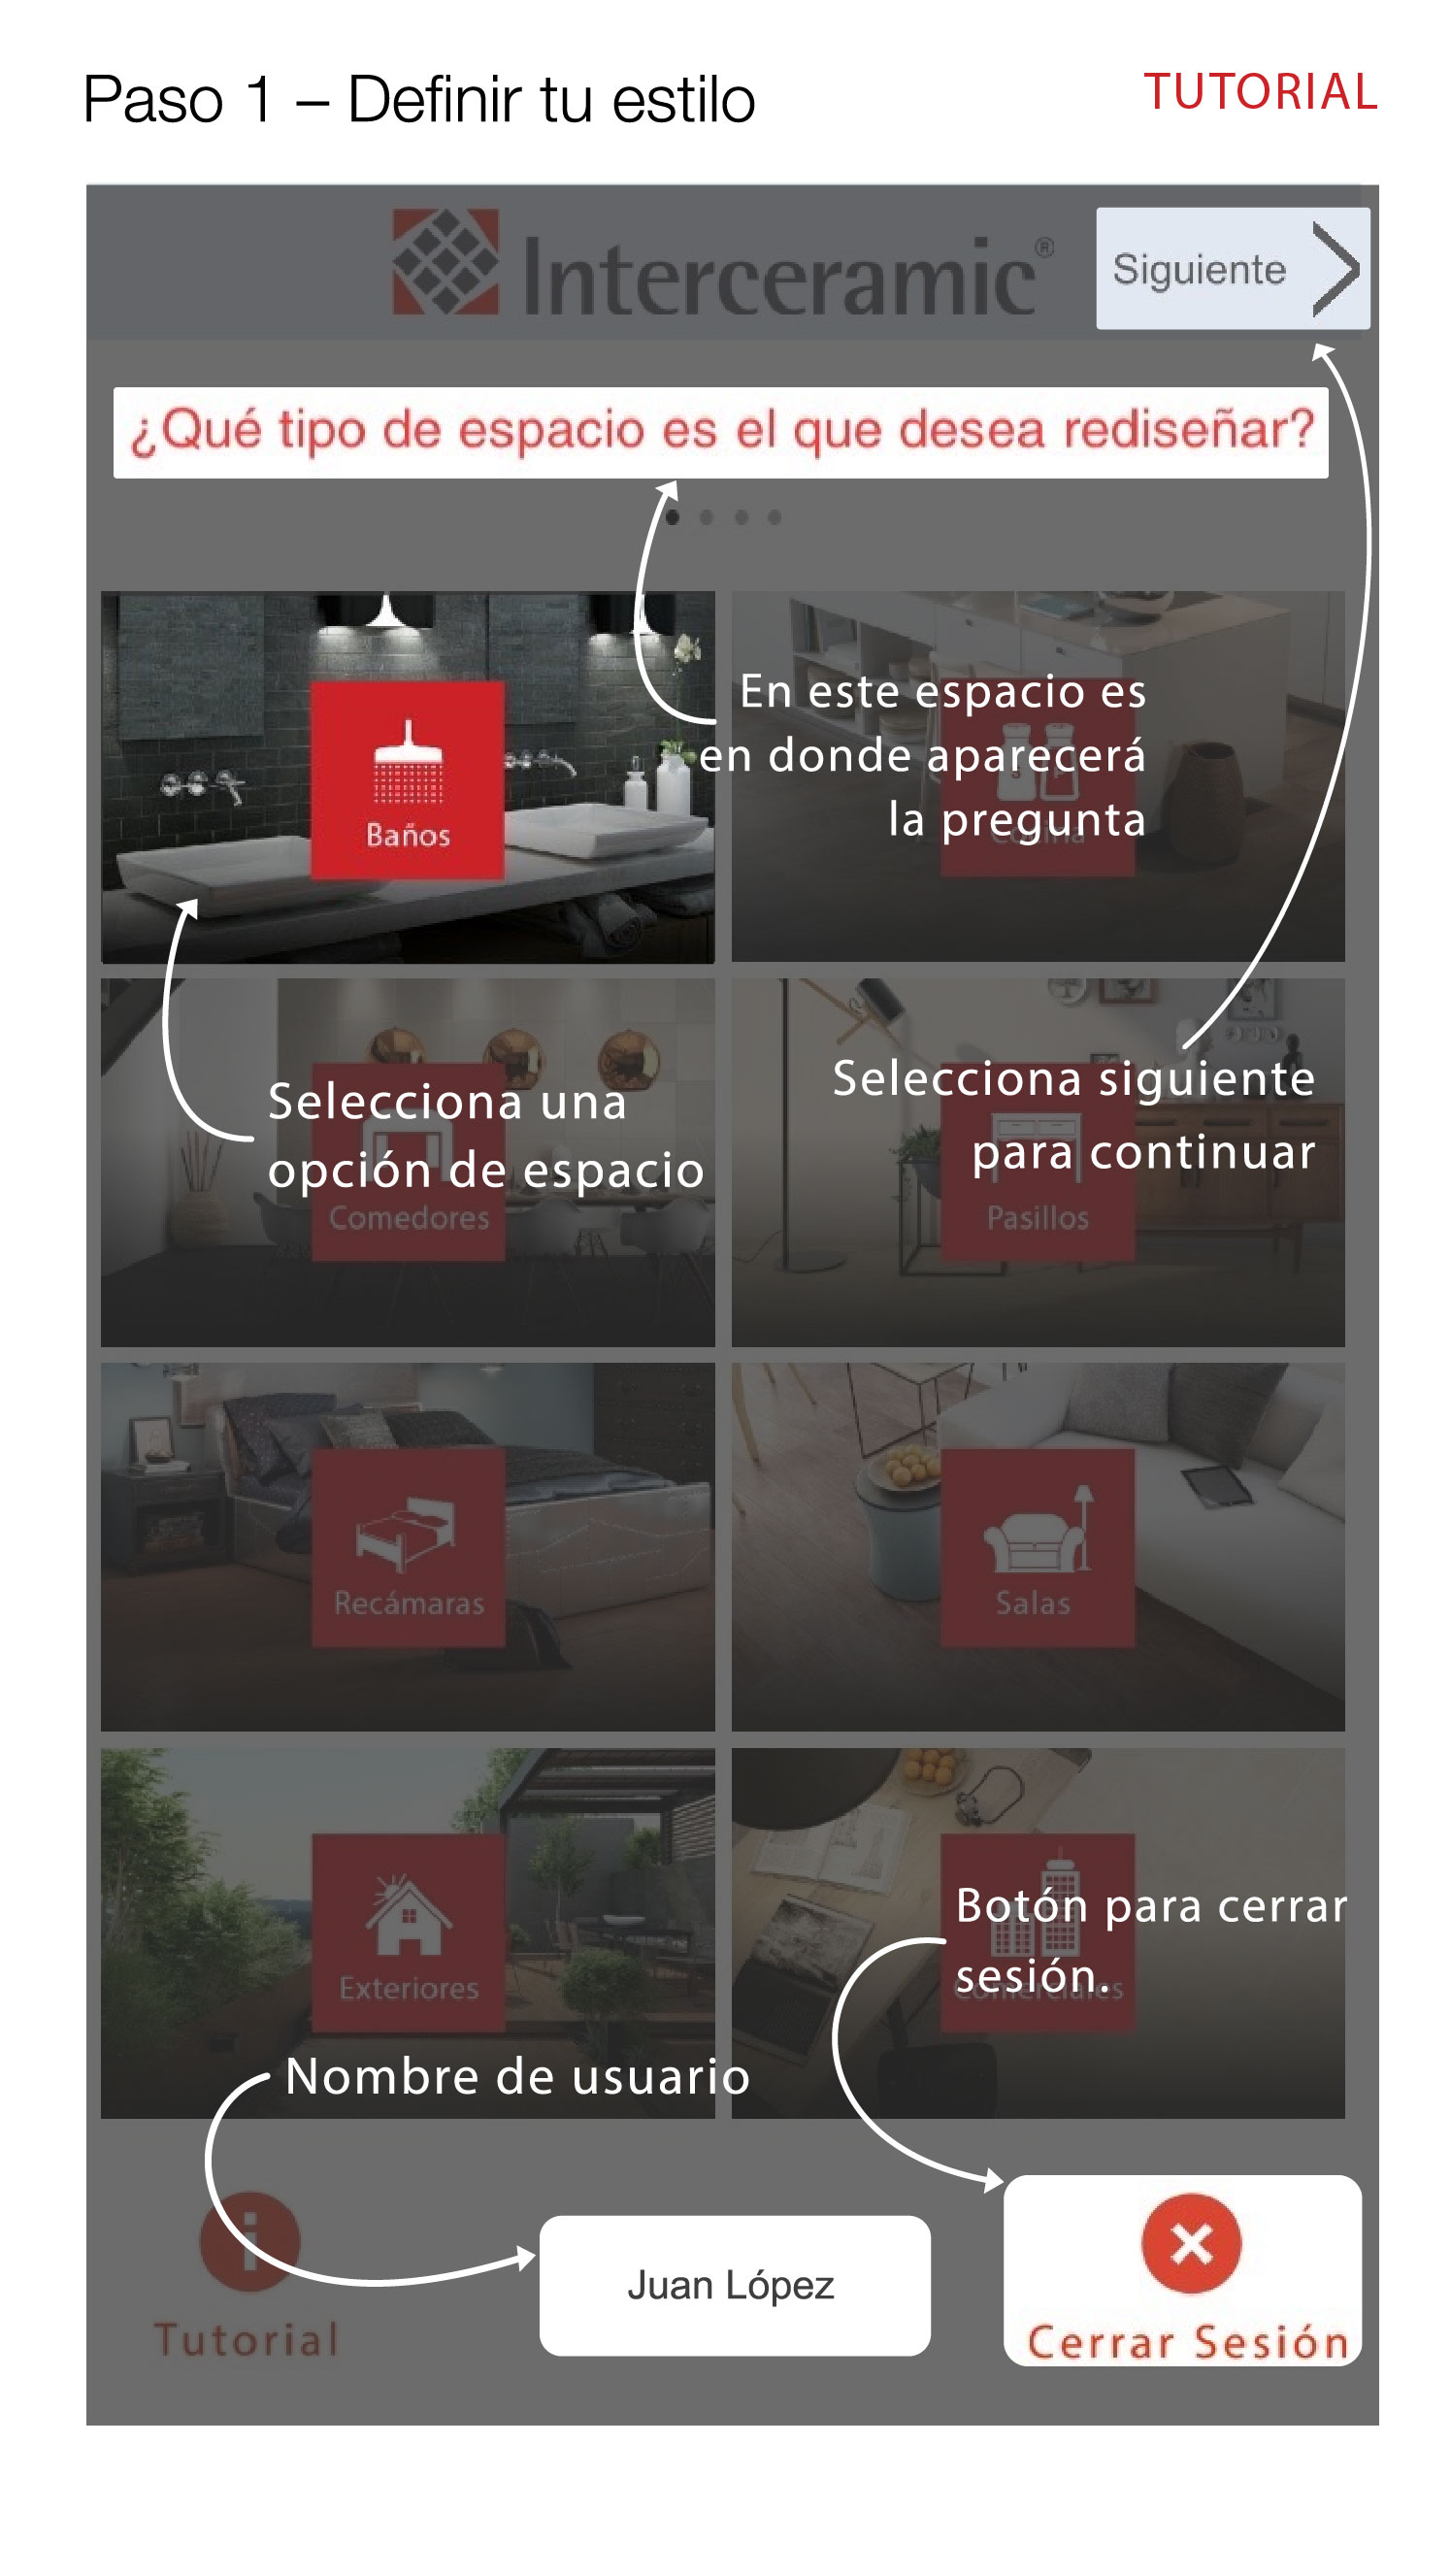 Paso 1 – Definir tu estilo
TUTORIAL
Interceramic®
Siguiente
¿Qué tipo de espacio es el que desea rediseñar?
Baños
En este espacio es
en donde aparecerá
la pregunta
Cocina
Selecciona una
opción de espacio
Comedores
Selecciona siguiente
para continuar
Pasillos
Recámaras
Salas
Exteriores
Botón para cerrar
sesión.
Comerciales
Nombre de usuario
Tutorial
Juan López
Cerrar Sesión